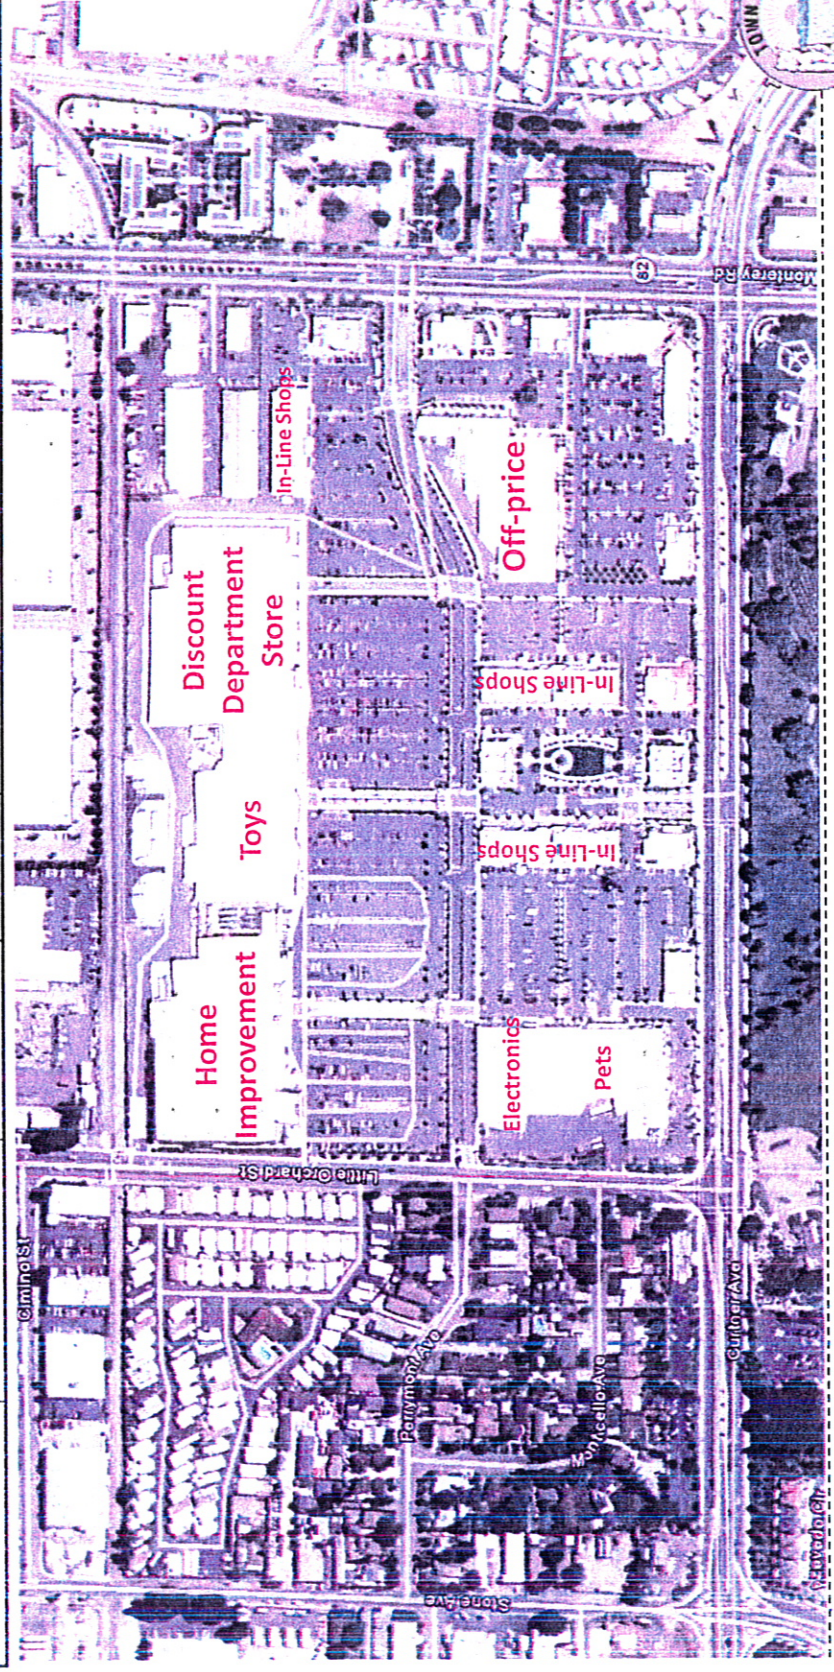 TOWN
Monterey Rd
82
In-Line Shops
Discount
Department
Store
Off-price
In-Line Shops
Toys
In-Line Shops
Home
Improvement
Electronics
Pets
Little Orchard St
Cimino St
Curtner Ave
Perrymont Ave
Monticello Ave
Stone Ave